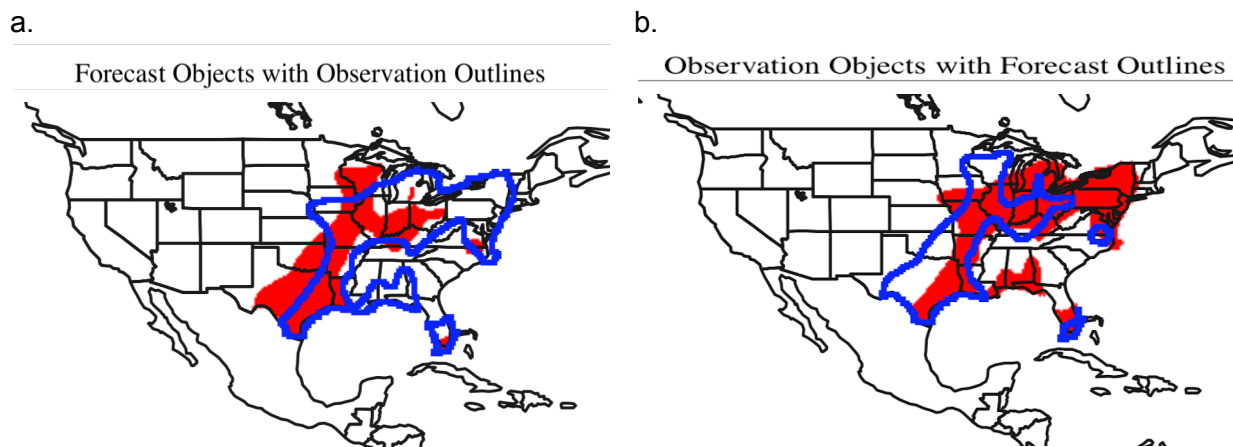 a.
Forecast Objects with Observation Outlines
b.
Observation Objects with Forecast Outlines